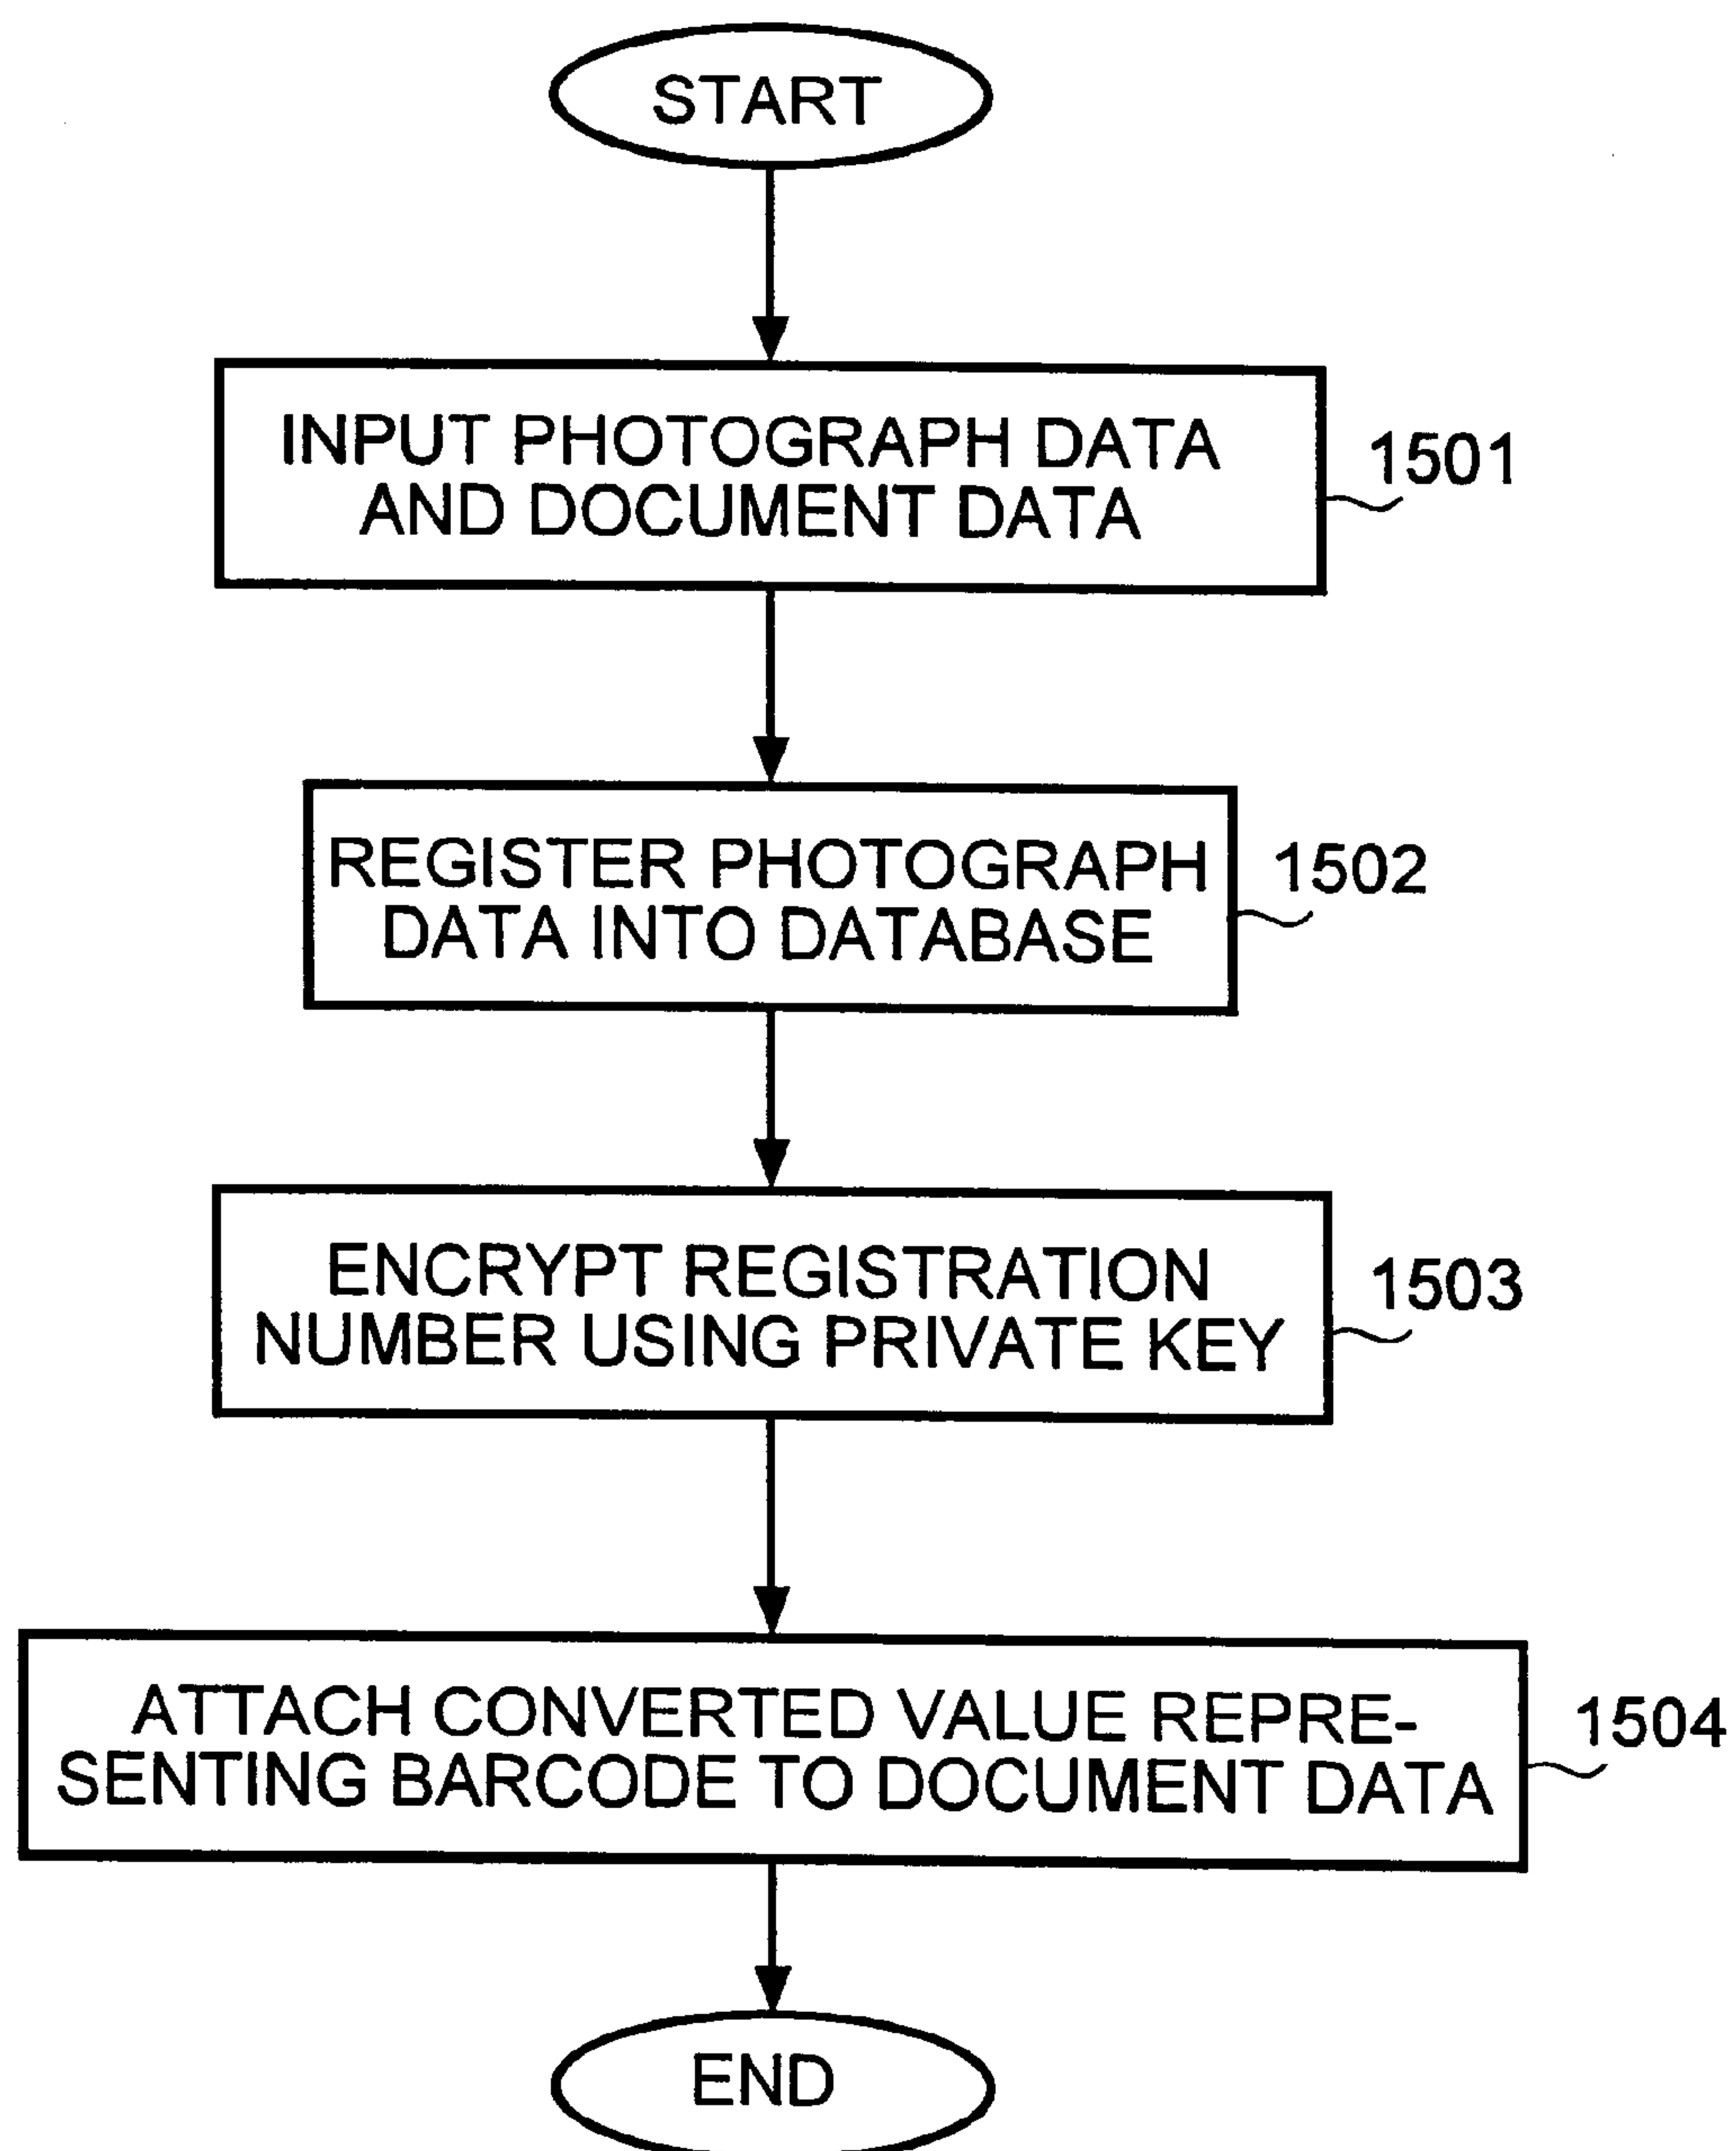 START
INPUT PHOTOGRAPH DATA
AND DOCUMENT DATA
1501
REGISTER PHOTOGRAPH
DATA INTO DATABASE
1502
ENCRYPT REGISTRATION
NUMBER USING PRIVATE KEY
1503
ATTACH CONVERTED VALUE REPRE-
SENTING BARCODE TO DOCUMENT DATA
1504
END